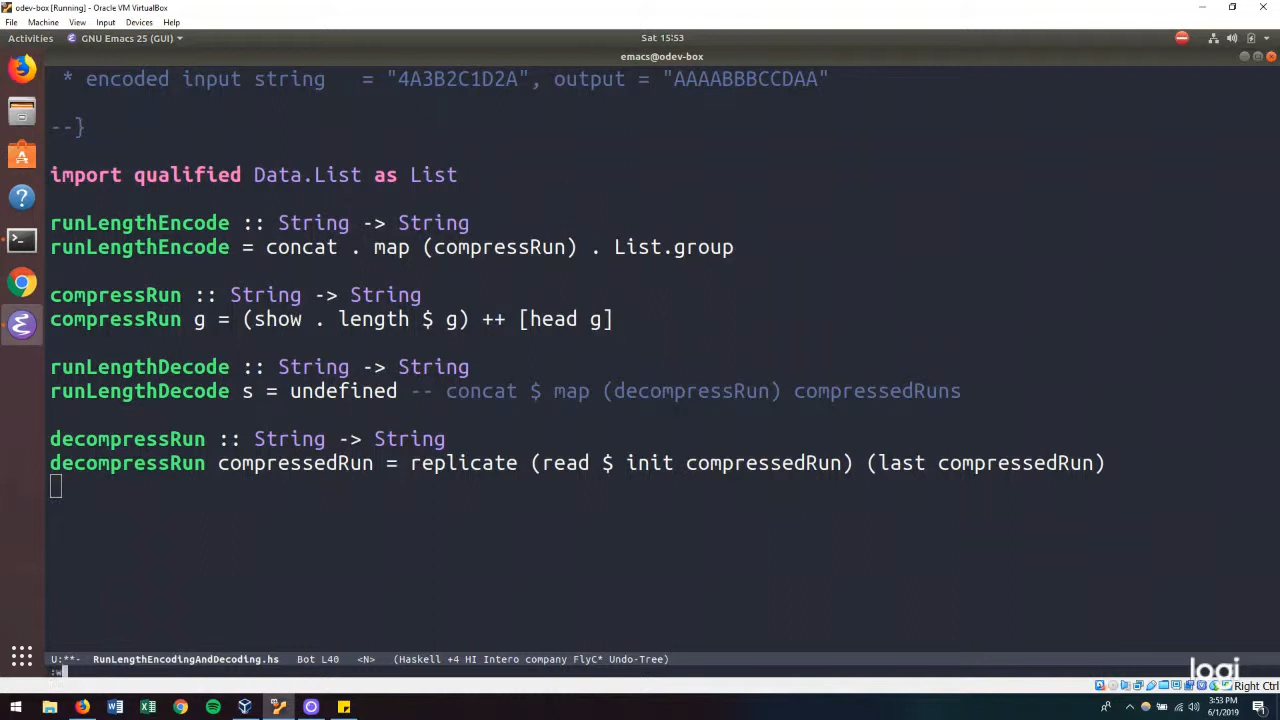 odev-box [Running] - Oracle VM VirtualBox
File Machine View Input Devices Help
Activities GNU Emacs 25 (GUI) Sat 15:53
emacs@odev-box
* encoded input string = "4A3B2C1D2A", output = "AAAABBBCCDAA"
--}
import qualified Data.List as List
runLengthEncode :: String -> String
runLengthEncode = concat . map (compressRun) . List.group
compressRun :: String -> String
compressRun g = (show . length $ g) ++ [head g]
runLengthDecode :: String -> String
runLengthDecode s = undefined -- concat $ map (decompressRun) compressedRuns
decompressRun :: String -> String
decompressRun compressedRun = replicate (read $ init compressedRun) (last compressedRun)
U:**- RunLengthEncodingAndDecoding.hs Bot L40 <N> (Haskell +4 HI Intero company FlyC* Undo-Tree)
:w
logi
Right Ctrl
3:53 PM
6/1/2019